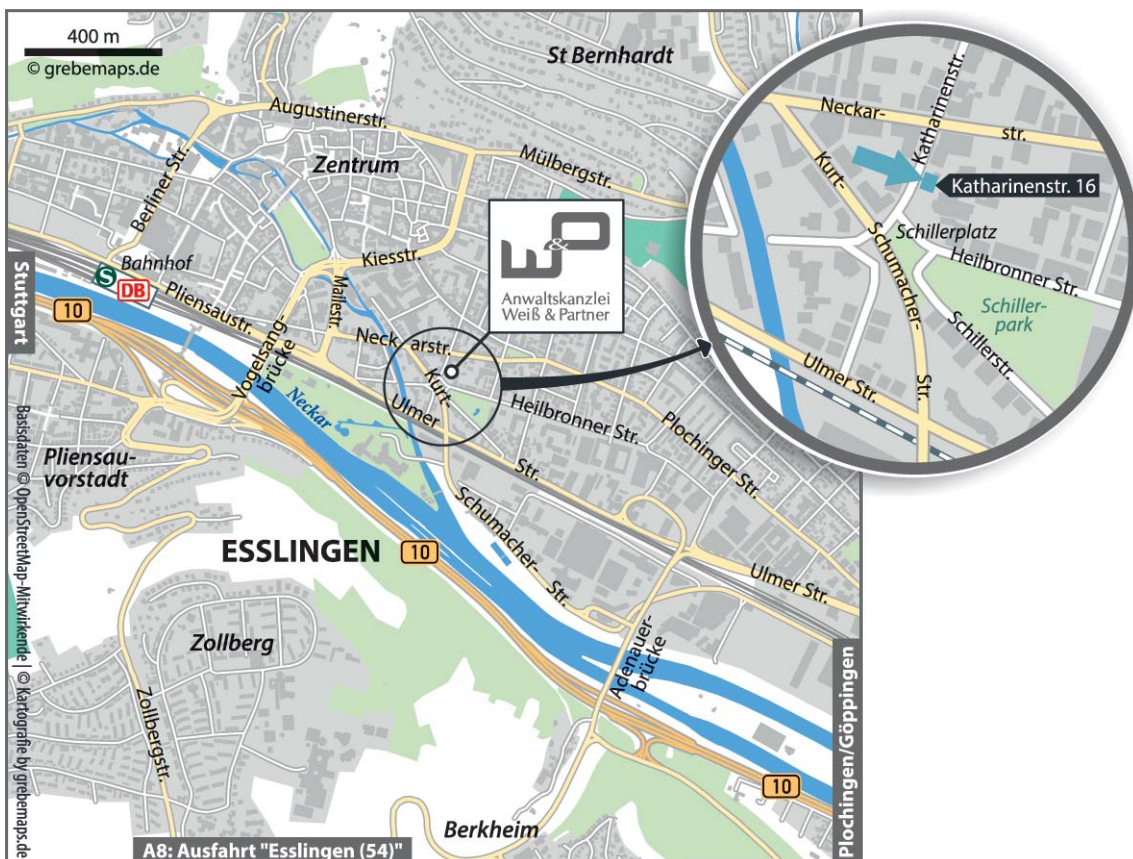 400 m
© grebemaps.de
St Bernhardt
Augustinerstr.
Zentrum
Mülbergstr.
Berliner Str.
Kiesstr.
Stuttgart
Bahnhof
S
DB
Pliensaustr.
Maillestr.
10
Vogelsang-
brücke
Neckarstr.
E&O
Anwaltskanzlei
Weiß & Partner
Kurt-
Neckar
Ulmer
Heilbronner Str.
Str.
Plochinger Str.
Pliensau-
vorstadt
Schumacher-
Str.
ESSLINGEN
10
Ulmer Str.
Zollberg
Adenauer-
brücke
Zollbergstr.
10
Berkheim
Plochingen/Göppingen
A8: Ausfahrt "Esslingen (54)"
Basisdaten © OpenStreetMap-Mitwirkende | © Kartografie by grebemaps.de
Katharinenstr.
Neckar-
str.
Kurt-
Katharinenstr. 16
Schumacher-
Schillerplatz
Heilbronner Str.
Schiller-
park
Schillerstr.
Ulmer Str.
Str.